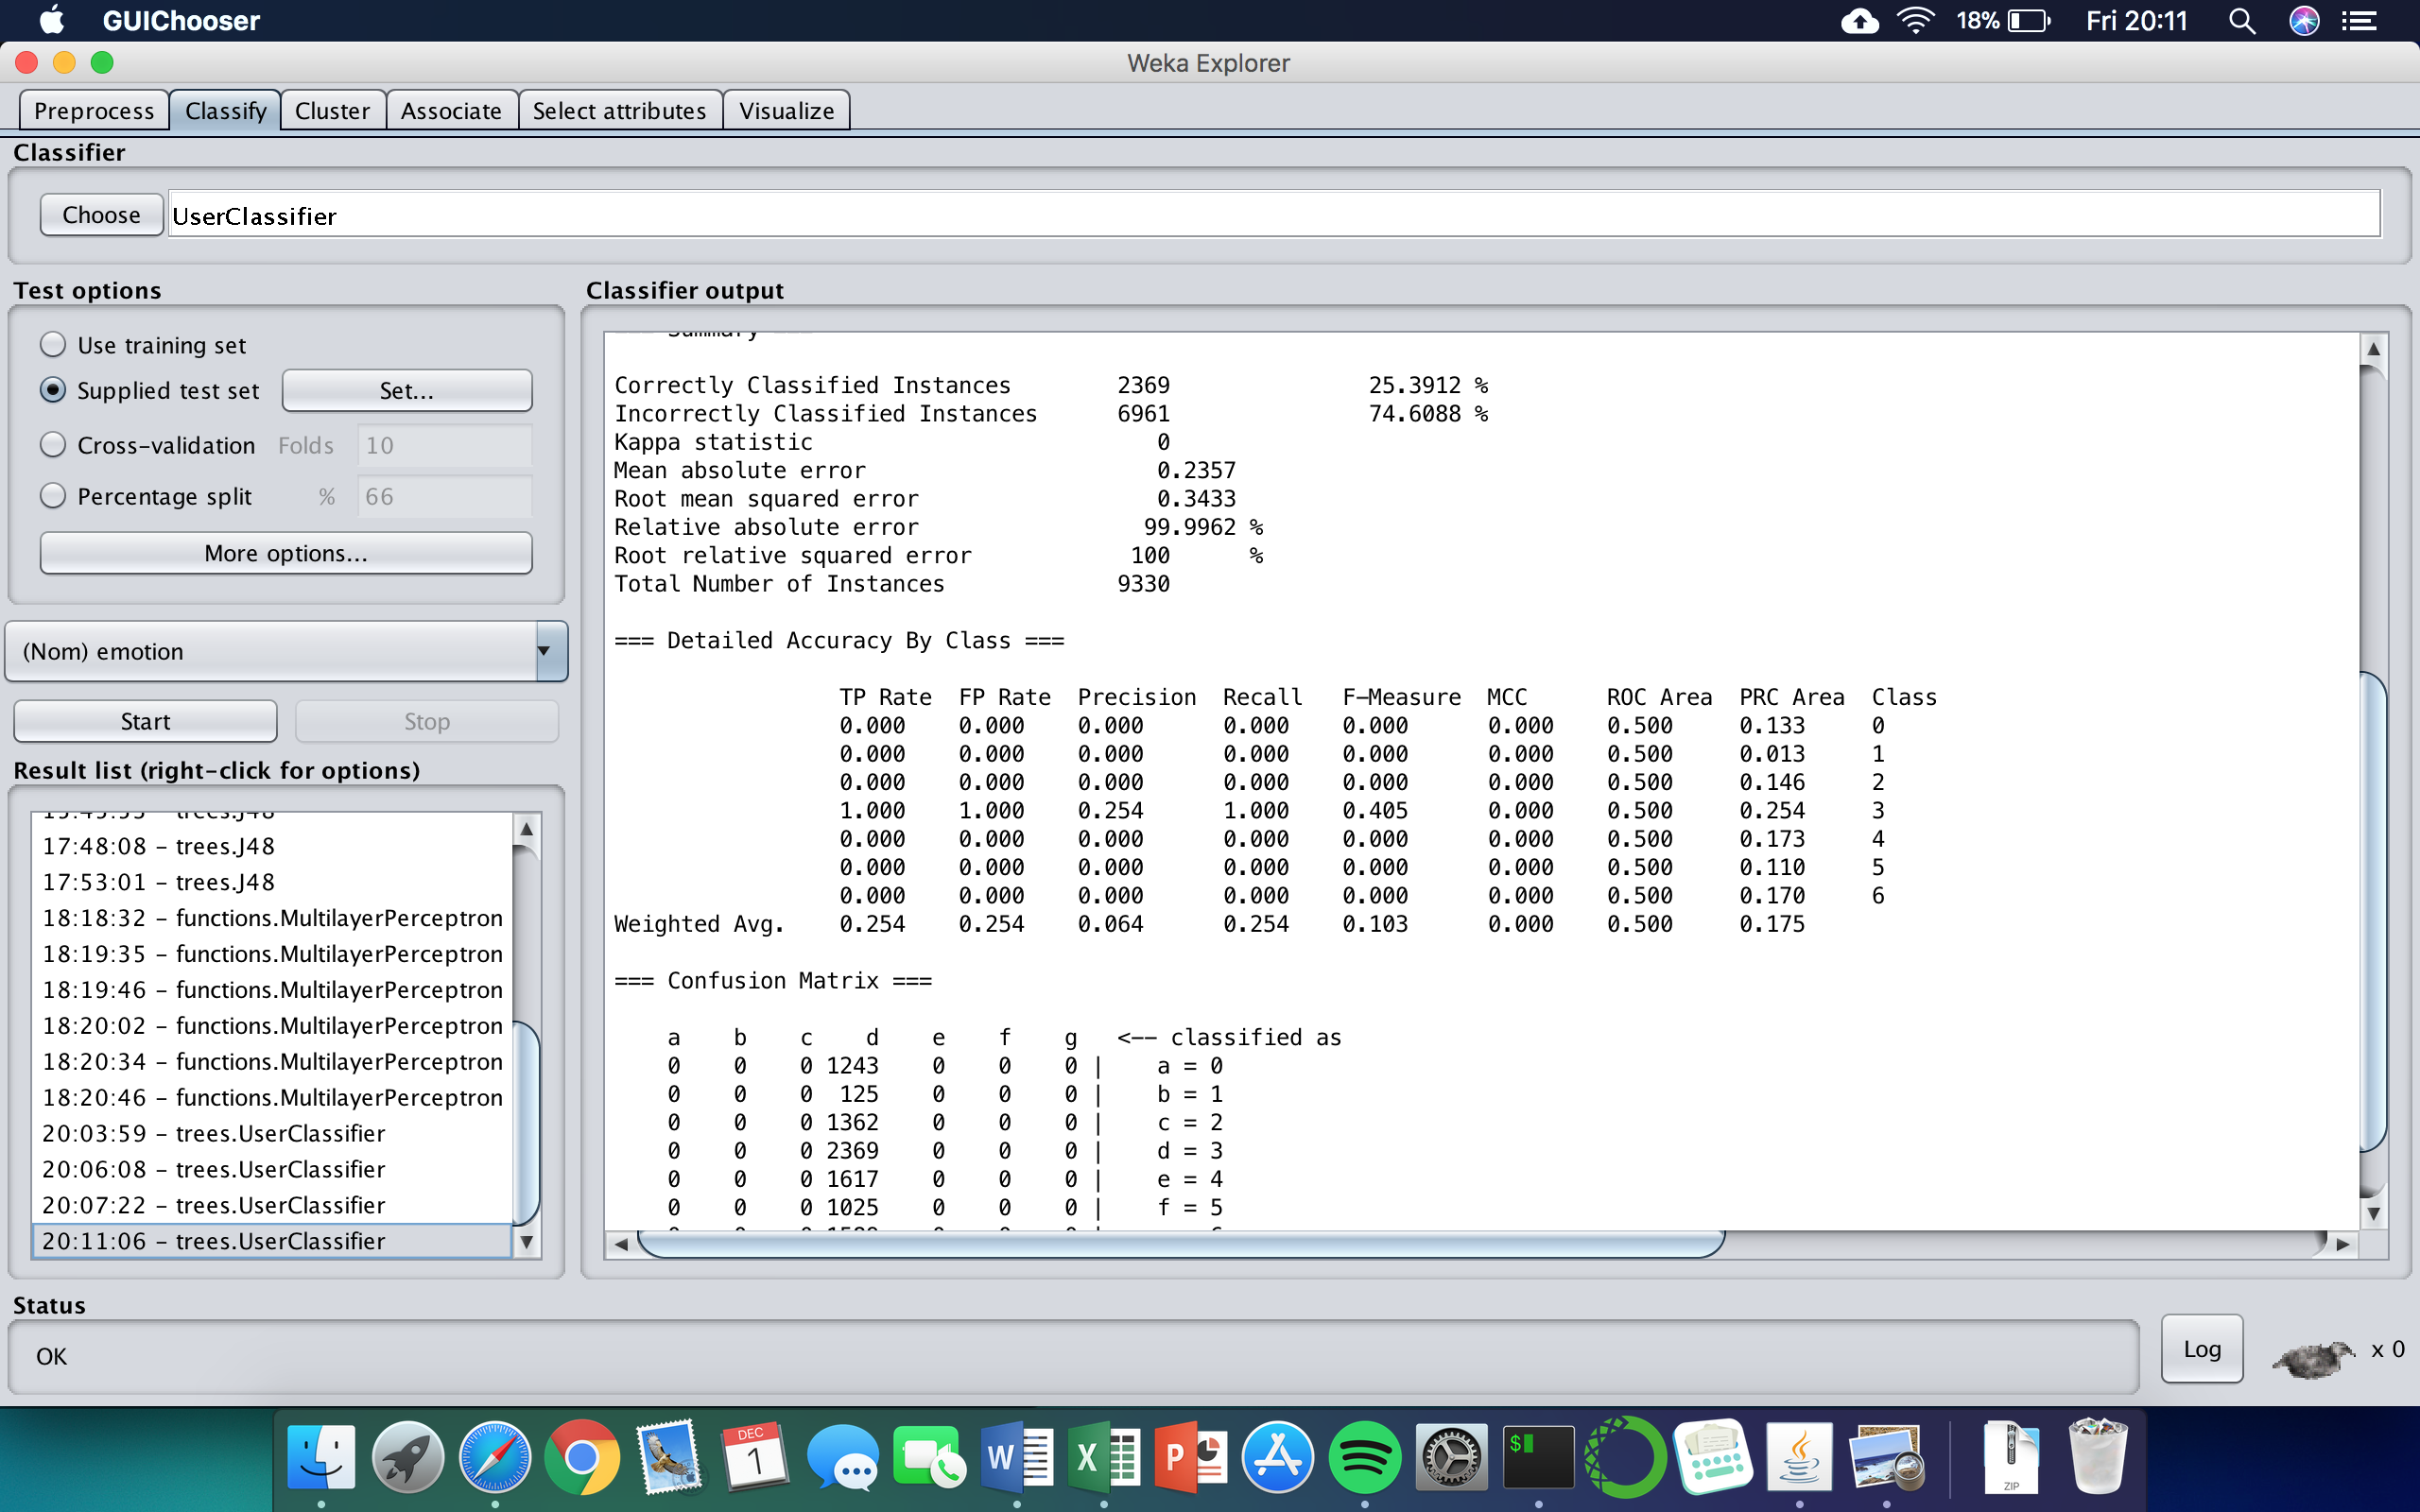 GUIChooser 18% Fri 20:11
Weka Explorer
Preprocess Classify Cluster Associate Select attributes Visualize
Classifier
Choose UserClassifier
Test options
Use training set
Supplied test set Set...
Cross-validation Folds 10
Percentage split % 66
More options...
(Nom) emotion
Start Stop
Result list (right-click for options)
17:48:08 - trees.J48
17:53:01 - trees.J48
18:18:32 - functions.MultilayerPerceptron
18:19:35 - functions.MultilayerPerceptron
18:19:46 - functions.MultilayerPerceptron
18:20:02 - functions.MultilayerPerceptron
18:20:34 - functions.MultilayerPerceptron
18:20:46 - functions.MultilayerPerceptron
20:03:59 - trees.UserClassifier
20:06:08 - trees.UserClassifier
20:07:22 - trees.UserClassifier
20:11:06 - trees.UserClassifier
Classifier output
Summary
Correctly Classified Instances 2369 25.3912 %
Incorrectly Classified Instances 6961 74.6088 %
Kappa statistic 0
Mean absolute error 0.2357
Root mean squared error 0.3433
Relative absolute error 99.9962 %
Root relative squared error 100 %
Total Number of Instances 9330
=== Detailed Accuracy By Class ===
TP Rate FP Rate Precision Recall F-Measure MCC ROC Area PRC Area Class
0.000 0.000 0.000 0.000 0.000 0.000 0.500 0.133 0
0.000 0.000 0.000 0.000 0.000 0.000 0.500 0.013 1
0.000 0.000 0.000 0.000 0.000 0.000 0.500 0.146 2
1.000 1.000 0.254 1.000 0.405 0.000 0.500 0.254 3
0.000 0.000 0.000 0.000 0.000 0.000 0.500 0.173 4
0.000 0.000 0.000 0.000 0.000 0.000 0.500 0.110 5
0.000 0.000 0.000 0.000 0.000 0.000 0.500 0.170 6
Weighted Avg. 0.254 0.254 0.064 0.254 0.103 0.000 0.500 0.175
=== Confusion Matrix ===
a b c d e f g <-- classified as
0 0 0 1243 0 0 0 | a = 0
0 0 0 125 0 0 0 | b = 1
0 0 0 1362 0 0 0 | c = 2
0 0 0 2369 0 0 0 | d = 3
0 0 0 1617 0 0 0 | e = 4
0 0 0 1025 0 0 0 | f = 5
Status
OK
Log x 0
DEC
1
W X P $ ZIP